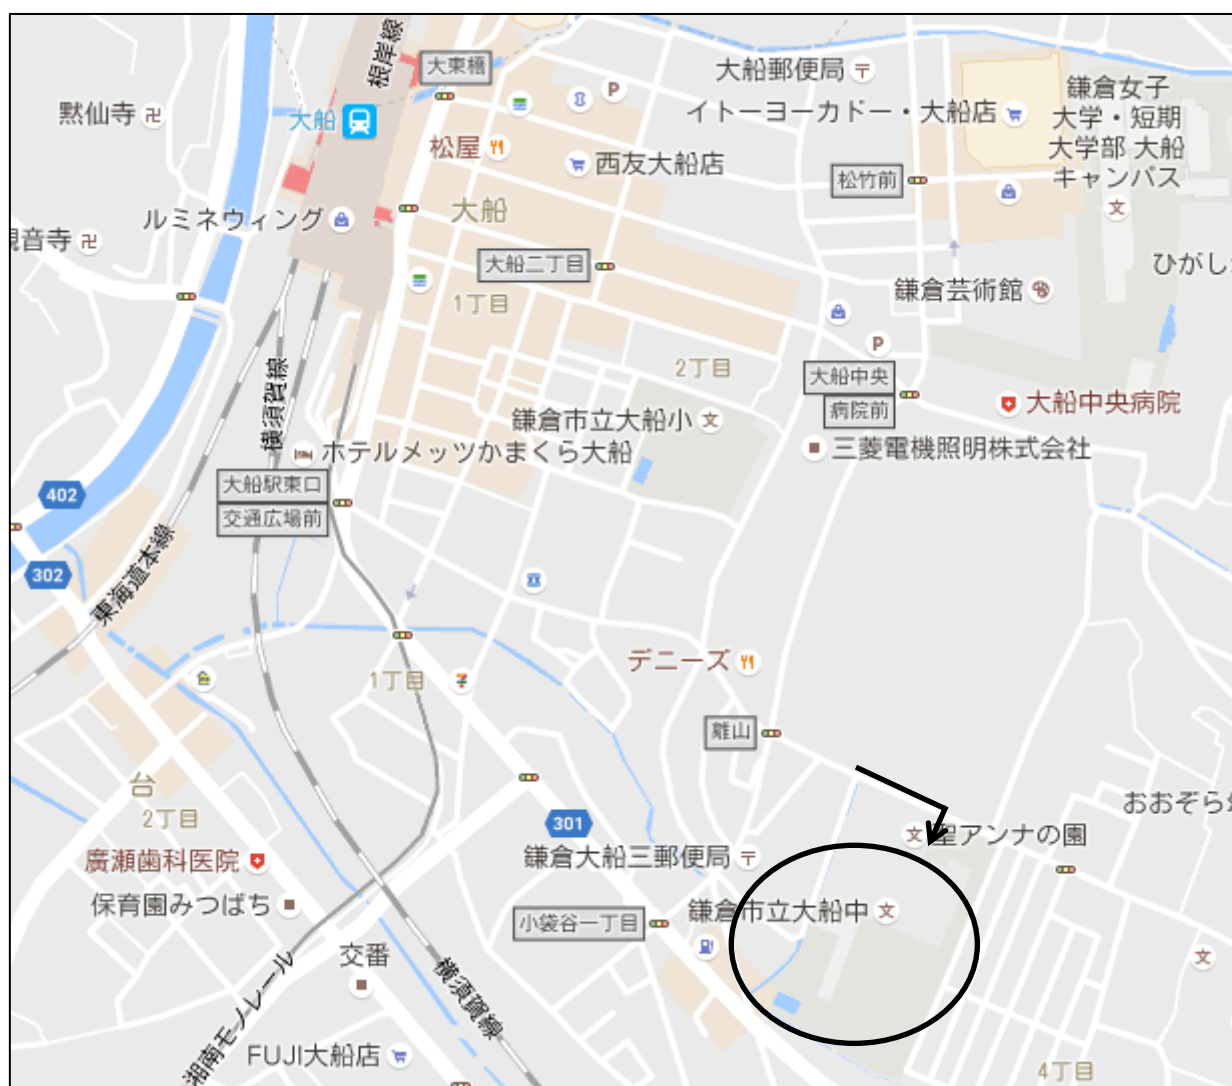 根岸線
大東橋
大船郵便局
イトーヨーカドー・大船店
鎌倉女子
大学・短期
大学部 大船
キャンパス
黙仙寺
大船
松屋
西友大船店
松竹前
ルミネウィング
大船
観音寺
大船二丁目
ひがし
鎌倉芸術館
1丁目
横須賀線
2丁目
大船中央
病院前
大船中央病院
鎌倉市立大船小
三菱電機照明株式会社
ホテルメッツかまくら大船
大船駅東口
交通広場前
402
302
東海道本線
デニーズ
1丁目
離山
台
2丁目
おおぞら
301
聖アンナの園
鎌倉大船三郵便局
廣瀬歯科医院
保育園みつばち
小袋谷一丁目
鎌倉市立大船中
交番
横須賀線
湘南モノレール
FUJI大船店
4丁目